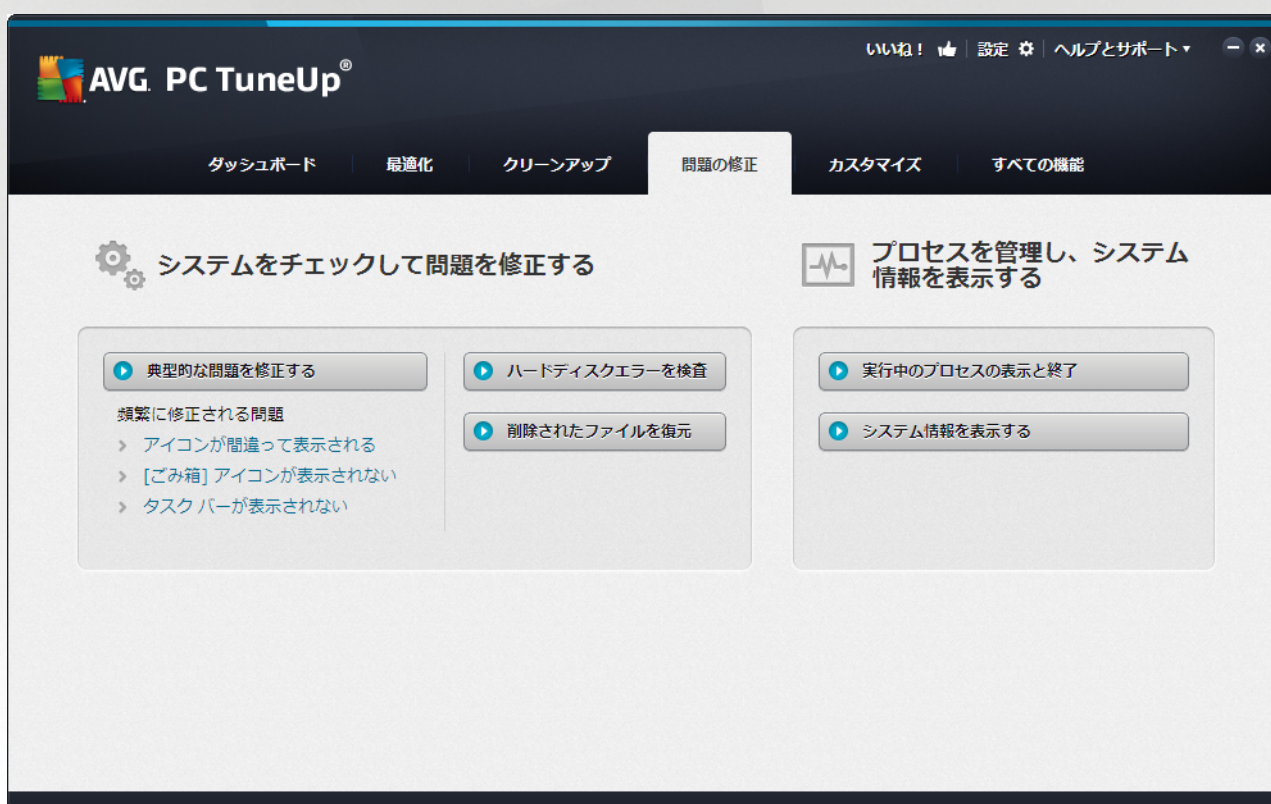 いいね! 設定 ヘルプとサポート
AVG. PC TuneUp®
ダッシュボード 最適化 クリーンアップ 問題の修正 カスタマイズ すべての機能
システムをチェックして問題を修正する
プロセスを管理し、システム
情報を表示する
典型的な問題を修正する
頻繁に修正される問題
アイコンが間違って表示される
[ごみ箱] アイコンが表示されない
タスク バーが表示されない
ハードディスクエラーを検査
削除されたファイルを復元
実行中のプロセスの表示と終了
システム情報を表示する